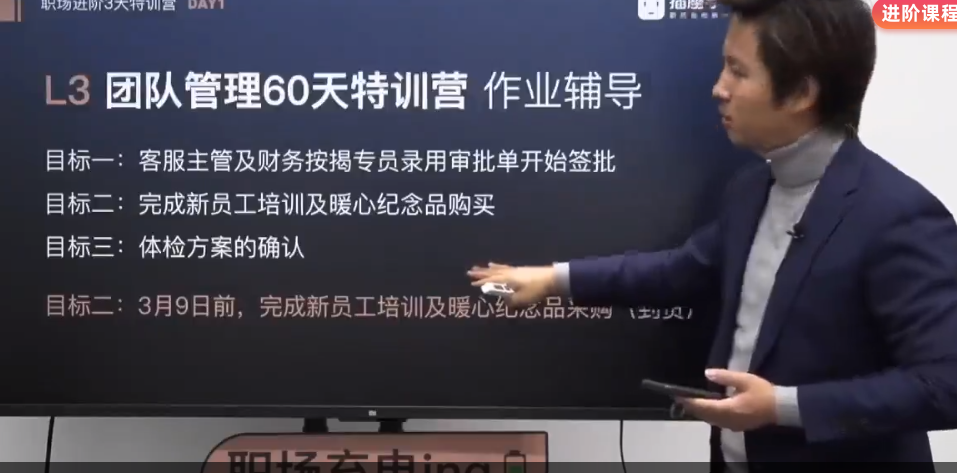 职场进阶3天特训营 DAY1
进阶课程
L3 团队管理60天特训营 作业辅导
目标一：客服主管及财务按揭专员录用审批单开始签批
目标二：完成新员工培训及暖心纪念品购买
目标三：体检方案的确认
目标二：3月9日前，完成新员工培训及暖心纪念品采购（到货）
职场充电ing